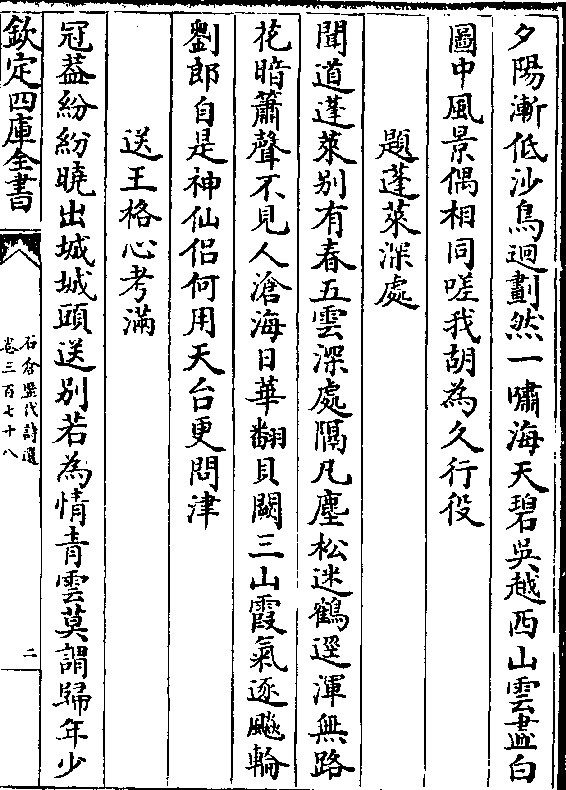 夕陽漸低沙鳥迥劃然一嘯海天碧吳越西山雲盡白
圖中風景偶相同嗟我胡為久行役
題蓬萊深處
聞道蓬萊別有春五雲深處隔凡塵松迷鶴逕渾無路
花暗簫聲不見人滄海日華翻貝闕三山霞氣逐飈輪
劉郎自是神仙侶何用天台更問津
送王格心考滿
冠葢紛紛曉出城城頭送別若為情青雲莫謂歸年少
欽定四庫全書
石倉歷代詩選
卷三百七十八
二